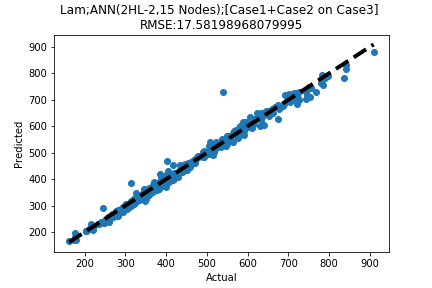 Lam;ANN(2HL-2,15 Nodes);[Case1+Case2 on Case3]
RMSE:17.58198968079995
900
800
700
600
500
400
300
200
Predicted
200 300 400 500 600 700 800 900
Actual